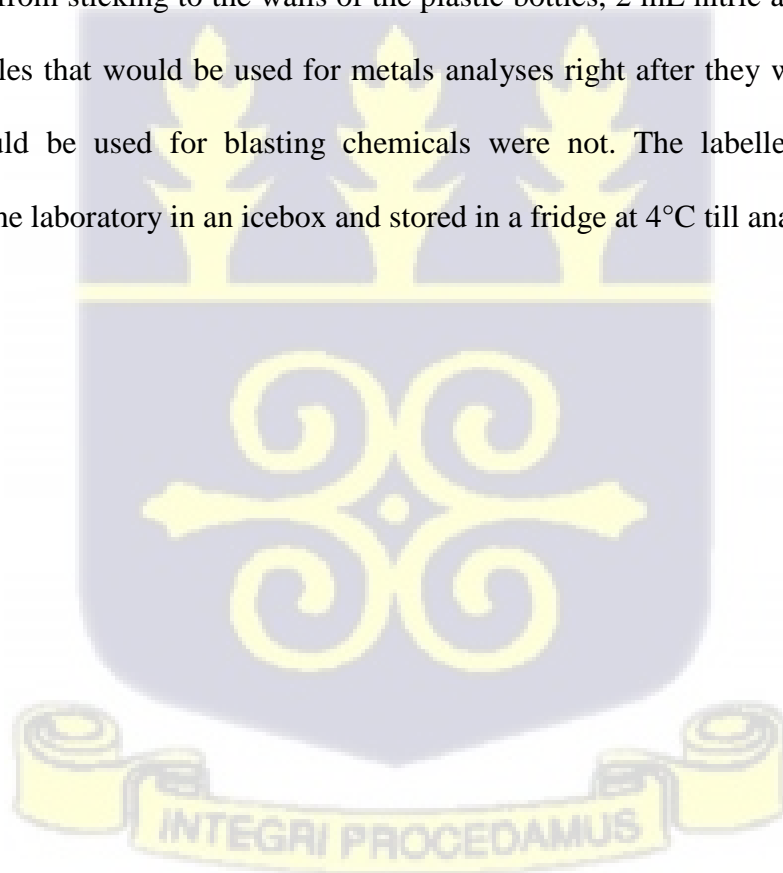 from sticking to the walls of the plastic bottles, 2 mL nitric a
les that would be used for metals analyses right after they w
uld be used for blasting chemicals were not. The labelle
ne laboratory in an icebox and stored in a fridge at 4°C till ana
INTEGRI PROCEDAMUS